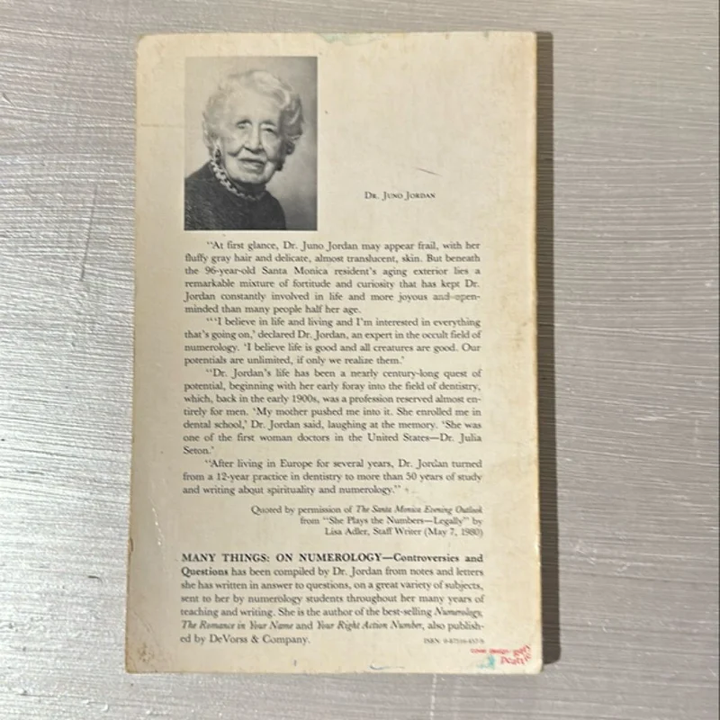 DR. JUNO JORDAN
"At first glance, Dr. Juno Jordan may appear frail, with her
fluffy gray hair and delicate, almost translucent, skin. But beneath
the 96-year-old Santa Monica resident's aging exterior lies a
remarkable mixture of fortitude and curiosity that has kept Dr.
Jordan constantly involved in life and more joyous and open-
minded than many people half her age.
"'I believe in life and living and I'm interested in everything
that's going on,' declared Dr. Jordan, an expert in the occult field of
numerology. 'I believe life is good and all creatures are good. Our
potentials are unlimited, if only we realize them.'
"Dr. Jordan's life has been a nearly century-long quest of
potential, beginning with her early foray into the field of dentistry,
which, back in the early 1900s, was a profession reserved almost en-
tirely for men. 'My mother pushed me into it. She enrolled me in
dental school,' Dr. Jordan said, laughing at the memory. 'She was
one of the first woman doctors in the United States—Dr. Julia
Seton.'
"After living in Europe for several years, Dr. Jordan turned
from a 12-year practice in dentistry to more than 50 years of study
and writing about spirituality and numerology."
Quoted by permission of The Santa Monica Evening Outlook
from "She Plays the Numbers—Legally" by
Lisa Adler, Staff Writer (May 7, 1980)
MANY THINGS: ON NUMEROLOGY—Controversies and
Questions has been compiled by Dr. Jordan from notes and letters
she has written in answer to questions, on a great variety of subjects,
sent to her by numerology students throughout her many years of
teaching and writing. She is the author of the best-selling Numerology,
The Romance in Your Name and Your Right Action Number, also publish-
ed by DeVorss & Company.
ISBN: 0-87516-457-9